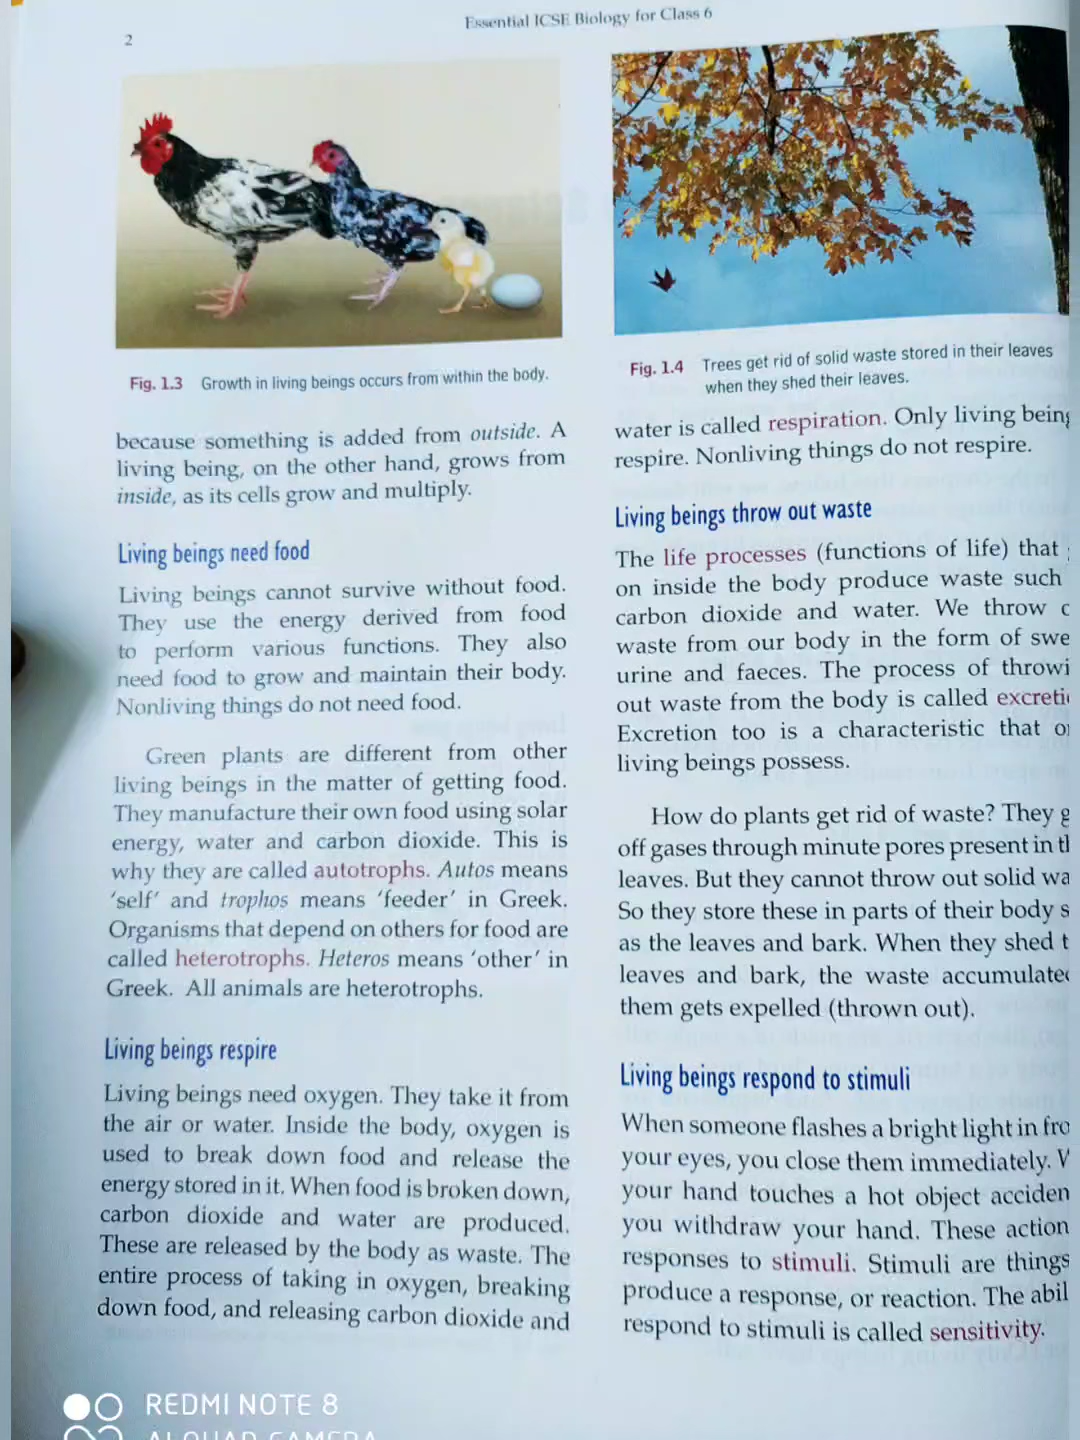 Essential ICSE Biology for Class 6
2
Fig. 1.3 Growth in living beings occurs from within the body.
because something is added from outside. A
living being, on the other hand, grows from
inside, as its cells grow and multiply.
Living beings need food
Living beings cannot survive without food.
They use the energy derived from food
to perform various functions. They also
need food to grow and maintain their body.
Nonliving things do not need food.
Green plants are different from other
living beings in the matter of getting food.
They manufacture their own food using solar
energy, water and carbon dioxide. This is
why they are called autotrophs. Autos means
'self' and trophos means 'feeder' in Greek.
Organisms that depend on others for food are
called heterotrophs. Heteros means 'other' in
Greek. All animals are heterotrophs.
Living beings respire
Living beings need oxygen. They take it from
the air or water. Inside the body, oxygen is
used to break down food and release the
energy stored in it. When food is broken down,
carbon dioxide and water are produced.
These are released by the body as waste. The
entire process of taking in oxygen, breaking
down food, and releasing carbon dioxide and
Fig. 1.4 Trees get rid of solid waste stored in their leaves
when they shed their leaves.
water is called respiration. Only living being
respire. Nonliving things do not respire.
Living beings throw out waste
The life processes (functions of life) that
on inside the body produce waste such
carbon dioxide and water. We throw
waste from our body in the form of swe
urine and faeces. The process of throwi
out waste from the body is called excreti
Excretion too is a characteristic that
living beings possess.
How do plants get rid of waste? They
off gases through minute pores present in
leaves. But they cannot throw out solid wa
So they store these in parts of their body s
as the leaves and bark. When they shed t
leaves and bark, the waste accumulate
them gets expelled (thrown out).
Living beings respond to stimuli
When someone flashes a bright light in fro
your eyes, you close them immediately.
your hand touches a hot object acciden
you withdraw your hand. These action
responses to stimuli. Stimuli are things
produce a response, or reaction. The abil
respond to stimuli is called sensitivity.
REDMI NOTE 8